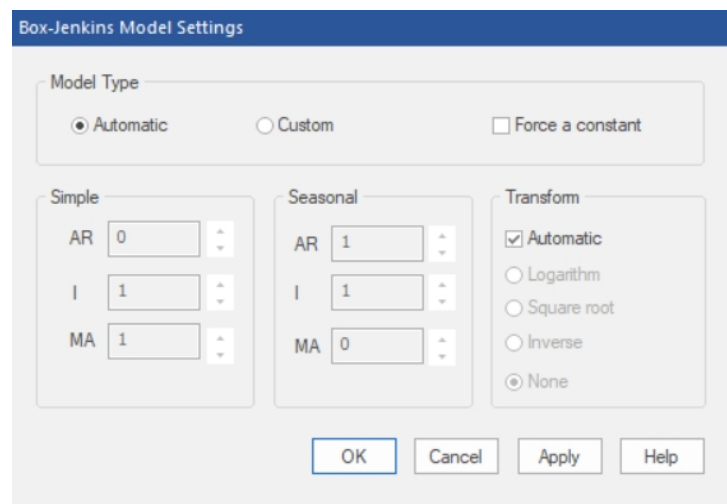 Box-Jenkins Model Settings
Model Type
Automatic Custom Force a constant
Simple
AR 0
I 1
MA 1
Seasonal
AR 1
I 1
MA 0
Transform
Automatic
Logarithm
Square root
Inverse
None
OK Cancel Apply Help